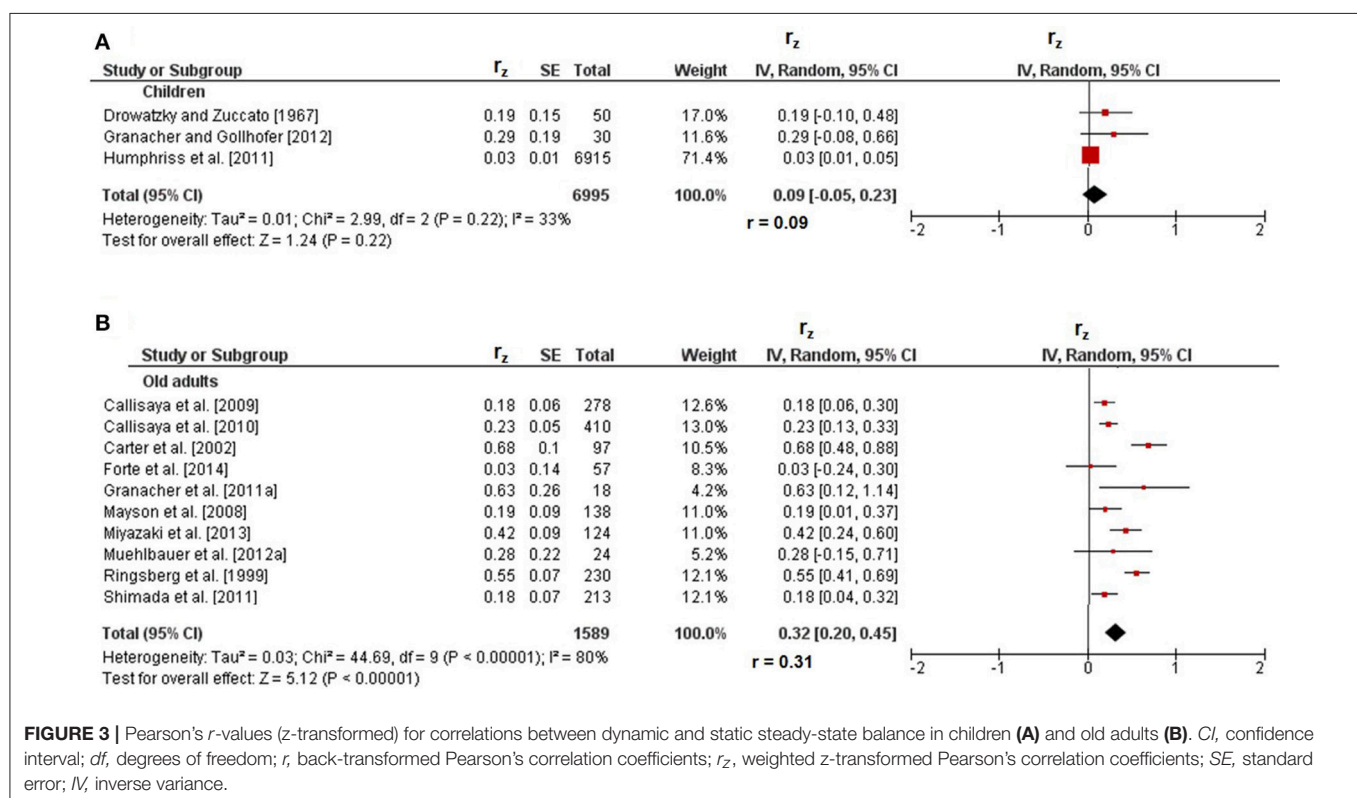 A
r_z r_z
Study or Subgroup r_z SE Total Weight IV, Random, 95% CI IV, Random, 95% CI
Children
Drowatzky and Zuccato [1967] 0.19 0.15 50 17.0% 0.19 [-0.10, 0.48]
Granacher and Gollhofer [2012] 0.29 0.19 30 11.6% 0.29 [-0.08, 0.66]
Humphriss et al. [2011] 0.03 0.01 6915 71.4% 0.03 [0.01, 0.05]
Total (95% CI) 6995 100.0% 0.09 [-0.05, 0.23]
Heterogeneity: Tau² = 0.01; Chi² = 2.99, df = 2 (P = 0.22); I² = 33%
r = 0.09
Test for overall effect: Z = 1.24 (P = 0.22)
-2 -1 0 1 2
B
r_z r_z
Study or Subgroup r_z SE Total Weight IV, Random, 95% CI IV, Random, 95% CI
Old adults
Callisaya et al. [2009] 0.18 0.06 278 12.6% 0.18 [0.06, 0.30]
Callisaya et al. [2010] 0.23 0.05 410 13.0% 0.23 [0.13, 0.33]
Carter et al. [2002] 0.68 0.1 97 10.5% 0.68 [0.48, 0.88]
Forte et al. [2014] 0.03 0.14 57 8.3% 0.03 [-0.24, 0.30]
Granacher et al. [2011a] 0.63 0.26 18 4.2% 0.63 [0.12, 1.14]
Mayson et al. [2008] 0.19 0.09 138 11.0% 0.19 [0.01, 0.37]
Miyazaki et al. [2013] 0.42 0.09 124 11.0% 0.42 [0.24, 0.60]
Muehlbauer et al. [2012a] 0.28 0.22 24 5.2% 0.28 [-0.15, 0.71]
Ringsberg et al. [1999] 0.55 0.07 230 12.1% 0.55 [0.41, 0.69]
Shimada et al. [2011] 0.18 0.07 213 12.1% 0.18 [0.04, 0.32]
Total (95% CI) 1589 100.0% 0.32 [0.20, 0.45]
Heterogeneity: Tau² = 0.03; Chi² = 44.69, df = 9 (P < 0.00001); I² = 80%
r = 0.31
Test for overall effect: Z = 5.12 (P < 0.00001)
-2 -1 0 1 2
FIGURE 3 | Pearson's r-values (z-transformed) for correlations between dynamic and static steady-state balance in children (A) and old adults (B). CI, confidence
interval; df, degrees of freedom; r, back-transformed Pearson's correlation coefficients; r_z, weighted z-transformed Pearson's correlation coefficients; SE, standard
error; IV, inverse variance.